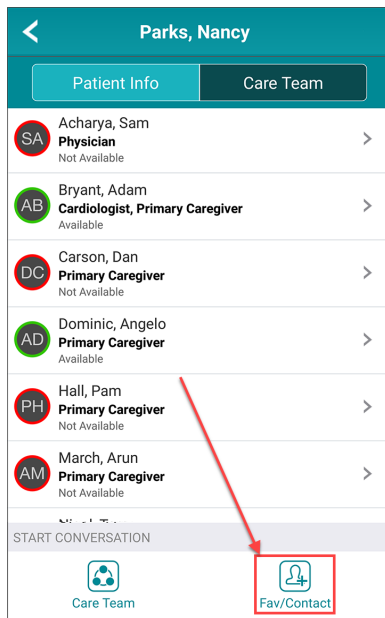 Parks, Nancy
Patient Info
Care Team
SA
Acharya, Sam
Physician
Not Available
AB
Bryant, Adam
Cardiologist, Primary Caregiver
Available
DC
Carson, Dan
Primary Caregiver
Not Available
AD
Dominic, Angelo
Primary Caregiver
Available
PH
Hall, Pam
Primary Caregiver
Not Available
AM
March, Arun
Primary Caregiver
Not Available
START CONVERSATION
Care Team
Fav/Contact